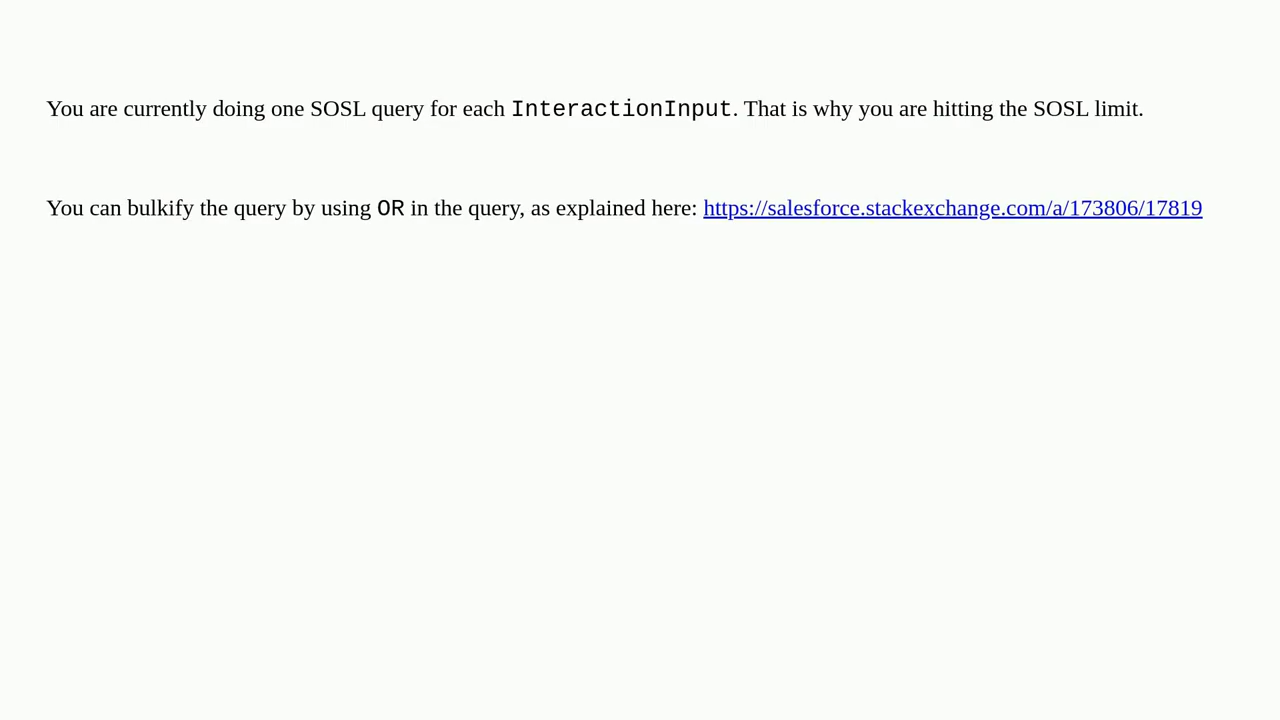 You are currently doing one SOSL query for each InteractionInput. That is why you are hitting the SOSL limit.
You can bulkify the query by using OR in the query, as explained here: https://salesforce.stackexchange.com/a/173806/17819